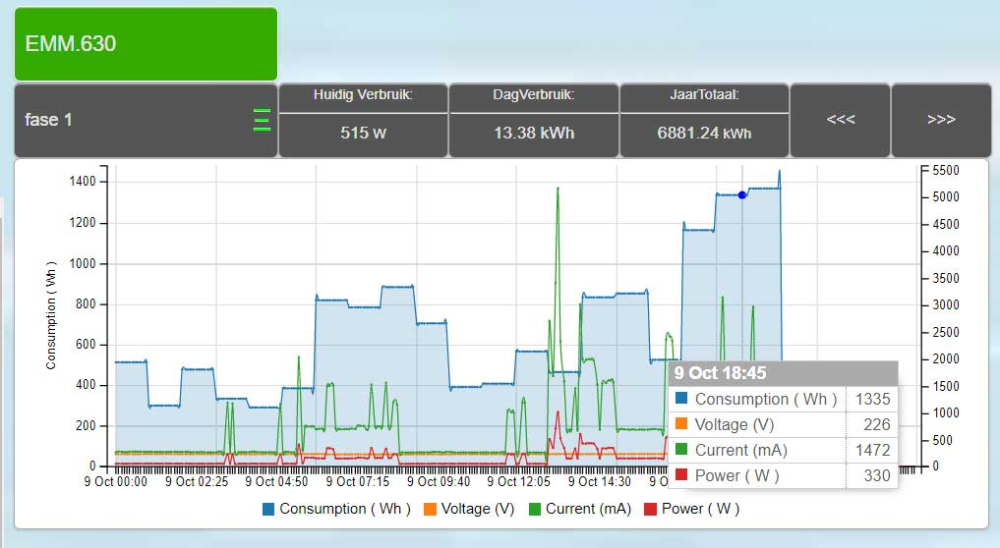 EMM.630
fase 1
Huidig Verbruik:
515 W
DagVerbruik:
13.38 kWh
JaarTotaal:
6881.24 kWh
<<<
>>>
Consumption ( Wh )
1400
1200
1000
800
600
400
200
0
5500
5000
4500
4000
3500
3000
2500
2000
1500
1000
500
0
9 Oct 00:00
9 Oct 02:25
9 Oct 04:50
9 Oct 07:15
9 Oct 09:40
9 Oct 12:05
9 Oct 14:30
9 O
9 Oct 18:45
Consumption ( Wh ) 1335
Voltage (V) 226
Current (mA) 1472
Power ( W ) 330
Consumption ( Wh ) Voltage (V) Current (mA) Power ( W )